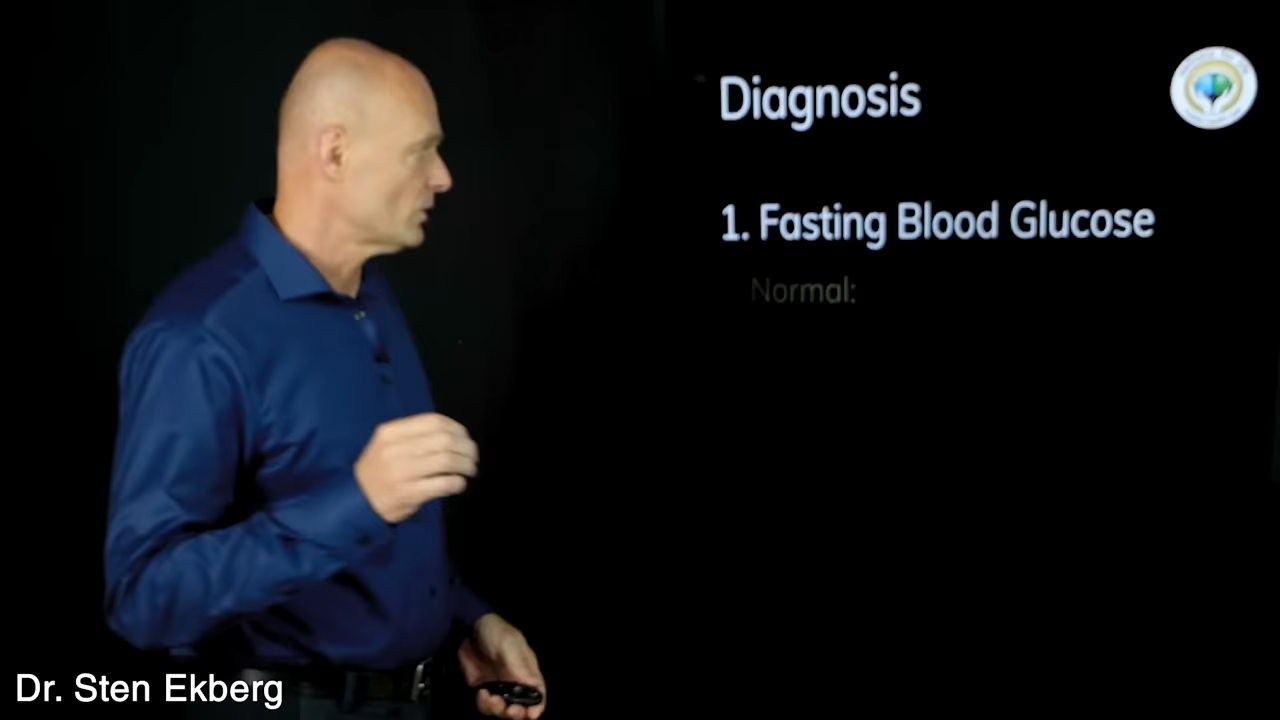 Diagnosis
1. Fasting Blood Glucose
Normal:
Dr. Sten Ekberg